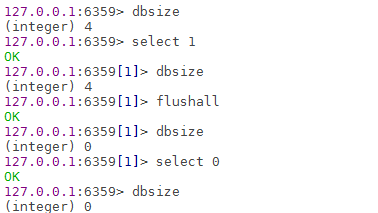 127.0.0.1:6359> dbsize
(integer) 4
127.0.0.1:6359> select 1
OK
127.0.0.1:6359[1]> dbsize
(integer) 4
127.0.0.1:6359[1]> flushall
OK
127.0.0.1:6359[1]> dbsize
(integer) 0
127.0.0.1:6359[1]> select 0
OK
127.0.0.1:6359> dbsize
(integer) 0